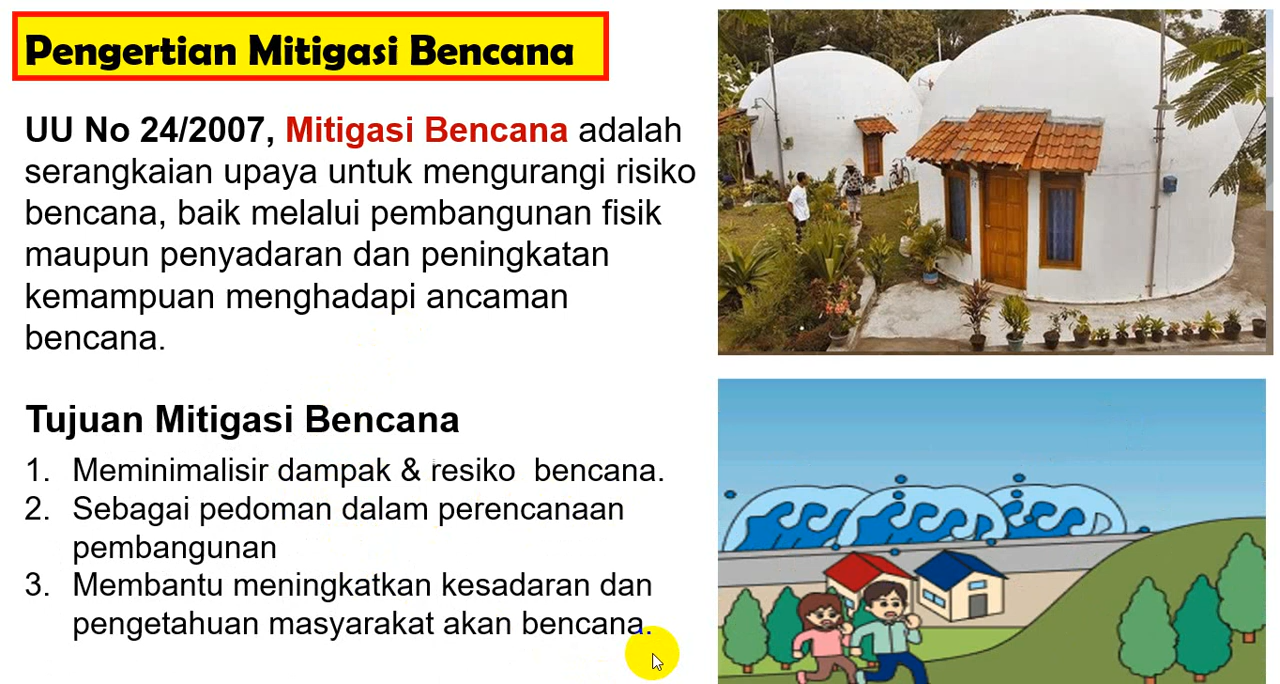 Pengertian Mitigasi Bencana
UU No 24/2007, Mitigasi Bencana adalah
serangkaian upaya untuk mengurangi risiko
bencana, baik melalui pembangunan fisik
maupun penyadaran dan peningkatan
kemampuan menghadapi ancaman
bencana.
Tujuan Mitigasi Bencana
1. Meminimalisir dampak & resiko bencana.
2. Sebagai pedoman dalam perencanaan
pembangunan
3. Membantu meningkatkan kesadaran dan
pengetahuan masyarakat akan bencana.